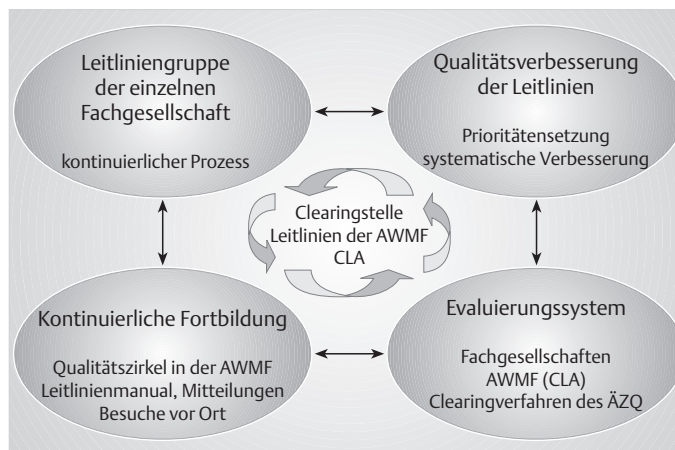 Leitliniengruppe
der einzelnen
Fachgesellschaft
kontinuierlicher Prozess
Qualitätsverbesserung
der Leitlinien
Prioritätensetzung
systematische Verbesserung
Clearingstelle
Leitlinien der AWMF
CLA
Kontinuierliche Fortbildung
Qualitätszirkel in der AWMF
Leitlinienmanual, Mitteilungen
Besuche vor Ort
Evaluierungssystem
Fachgesellschaften
AWMF (CLA)
Clearingverfahren des ÄZQ